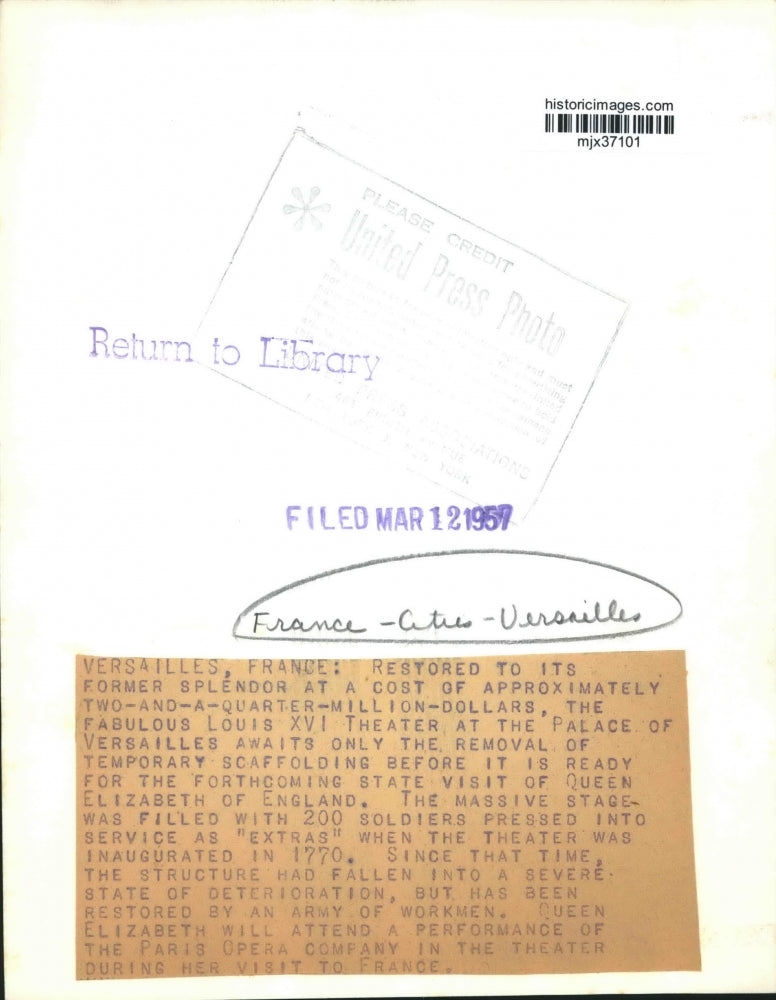 historicimages.com
mjx37101
PLEASE CREDIT
United Press Photo
and must
NEW YORK
Return to Library
FILED MAR 12 1957
France - Cities - Versailles
VERSAILLES, FRANCE: RESTORED TO ITS
FORMER SPLENDOR AT A COST OF APPROXIMATELY
TWO-AND-A-QUARTER-MILLION-DOLLARS, THE
FABULOUS LOUIS XVI THEATER AT THE PALACE OF
VERSAILLES AWAITS ONLY THE REMOVAL OF
TEMPORARY SCAFFOLDING BEFORE IT IS READY
FOR THE FORTHCOMING STATE VISIT OF QUEEN
ELIZABETH OF ENGLAND. THE MASSIVE STAGE
WAS FILLED WITH 200 SOLDIERS PRESSED INTO
SERVICE AS "EXTRAS" WHEN THE THEATER WAS
INAUGURATED IN 1770. SINCE THAT TIME,
THE STRUCTURE HAD FALLEN INTO A SEVERE
STATE OF DETERIORATION, BUT HAS BEEN
RESTORED BY AN ARMY OF WORKMEN. QUEEN
ELIZABETH WILL ATTEND A PERFORMANCE OF
THE PARIS OPERA COMPANY IN THE THEATER
DURING HER VISIT TO FRANCE.